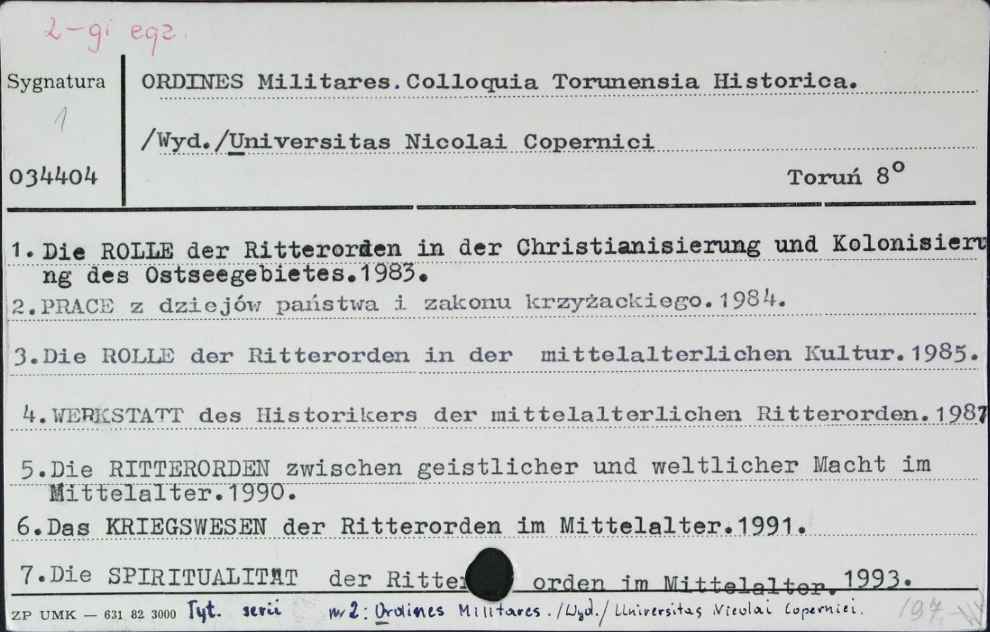 2-gi egz.
Sygnatura
ORDINES Militares.Colloquia Torunensia Historica.
1
/Wyd./Universitas Nicolai Copernici
034404
Toruń 8°
1. Die ROLLE der Ritterorden in der Christianisierung und Kolonisieru
ng des Ostseegebietes.1983.
2.PRACE z dziejów państwa i zakonu krzyżackiego.1984.
3.Die ROLLE der Ritterorden in der mittelalterlichen Kultur.1985.
4.WERKSTATT des Historikers der mittelalterlichen Ritterorden.1987
5.Die RITTERORDEN zwischen geistlicher und weltlicher Macht im
Mittelalter.1990.
6.Das KRIEGSWESEN der Ritterorden im Mittelalter.1991.
7.Die SPIRITUALITÄT der Ritter orden im Mittelalter. 1993.
ZP UMK — 631 82 3000 Tyt. serii nr 2: Ordines Militares. /Wyd./ Universitas Nicolai Copernici.